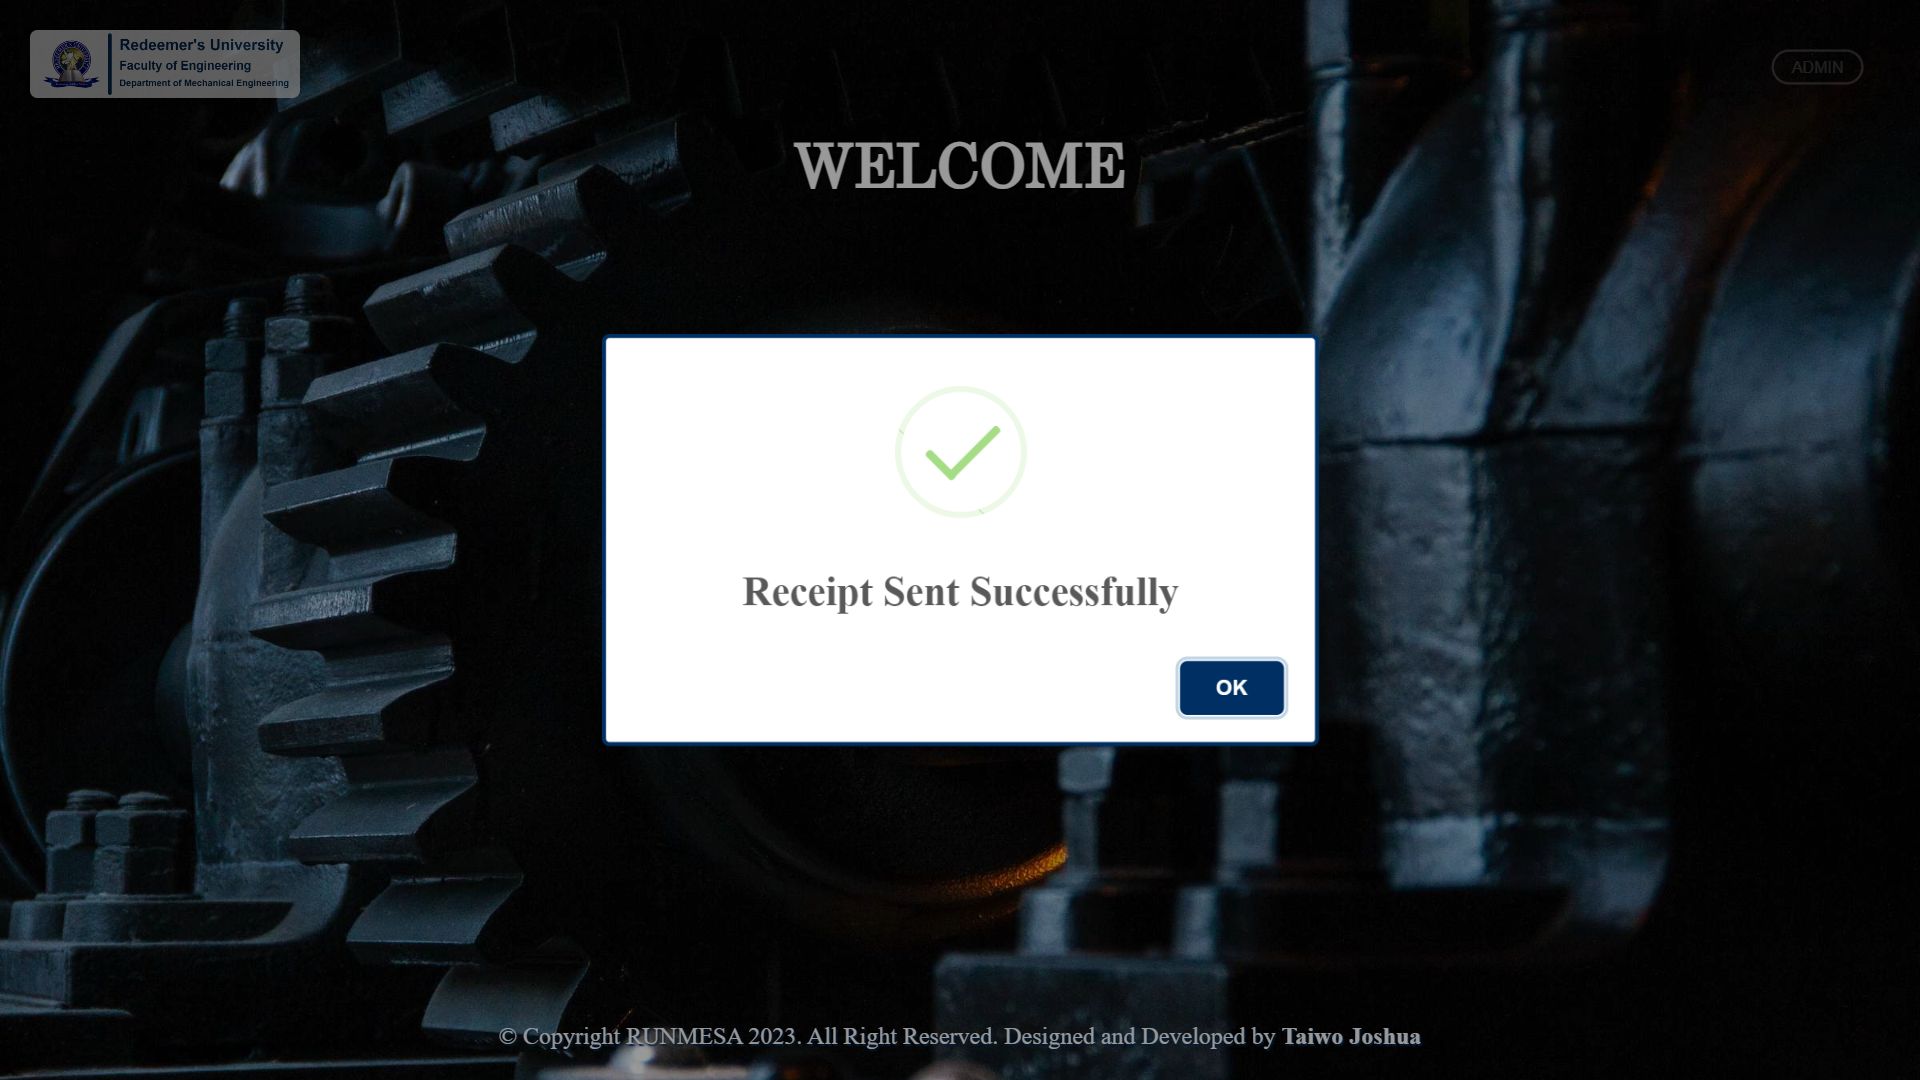 Redeemer's University
Faculty of Engineering
Department of Mechanical Engineering
ADMIN
WELCOME
Receipt Sent Successfully
OK
© Copyright RUNMESA 2023. All Right Reserved. Designed and Developed by Taiwo Joshua